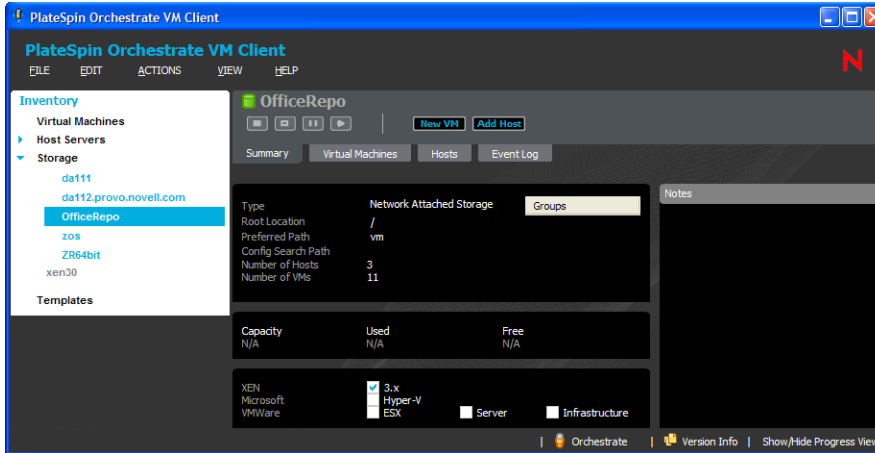 PlateSpin Orchestrate VM Client
PlateSpin Orchestrate VM Client
FILE EDIT ACTIONS VIEW HELP
N
Inventory
Virtual Machines
Host Servers
Storage
da111
da112.provo.novell.com
OfficeRepo
zos
ZR64bit
xen30
Templates
OfficeRepo
New VM Add Host
Summary Virtual Machines Hosts Event Log
Type Network Attached Storage
Root Location /
Preferred Path vm
Config Search Path
Number of Hosts 3
Number of VMs 11
Groups
Notes
Capacity Used Free
N/A N/A N/A
XEN 3.x
Microsoft Hyper-V
VMWare ESX Server Infrastructure
| Orchestrate | Version Info | Show/Hide Progress View